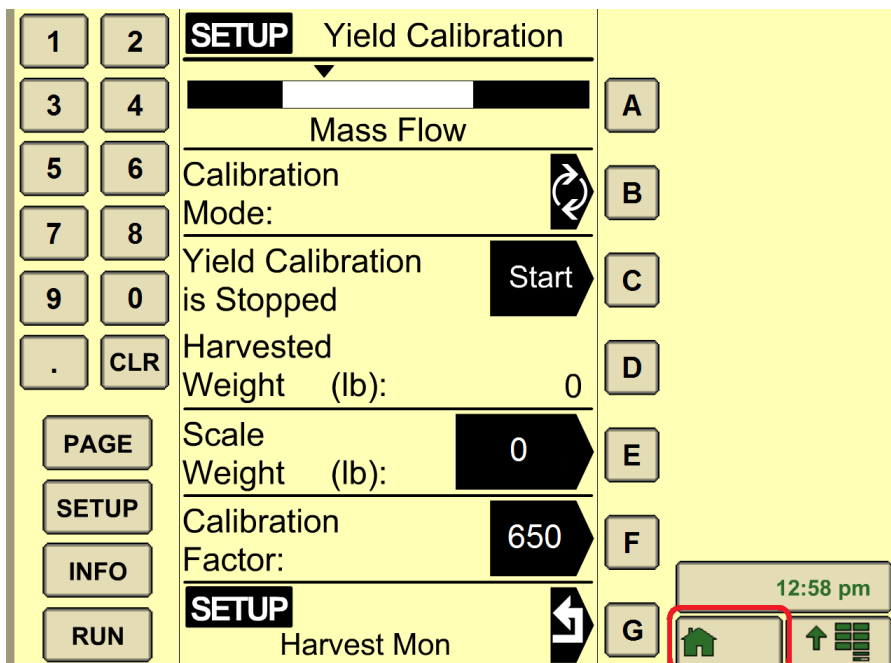 1 2
3 4
5 6
7 8
9 0
. CLR
PAGE
SETUP
INFO
RUN
SETUP Yield Calibration
Mass Flow
Calibration
Mode:
Yield Calibration
is Stopped
Start
Harvested
Weight (lb): 0
Scale
Weight (lb):
0
Calibration
Factor:
650
SETUP
Harvest Mon
A
B
C
D
E
F
G
12:58 pm